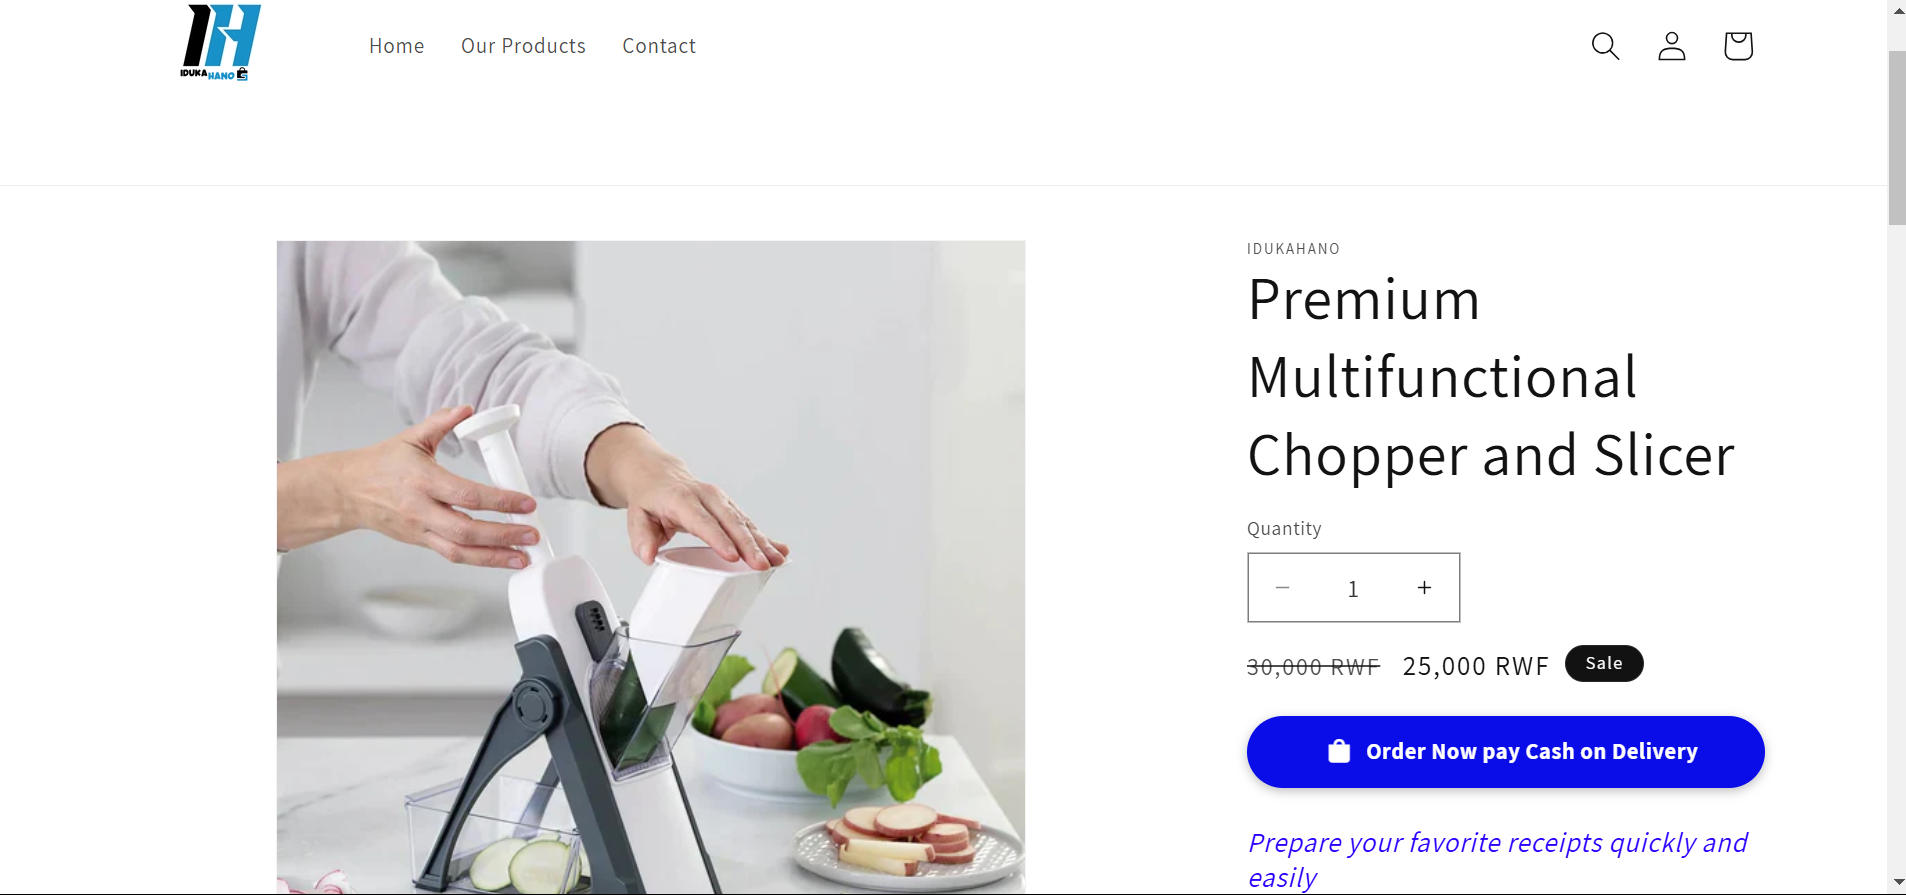 IDUKA HANO
Home
Our Products
Contact
IDUKAHANO
Premium
Multifunctional
Chopper and Slicer
Quantity
1
30,000 RWF 25,000 RWF Sale
Order Now pay Cash on Delivery
Prepare your favorite receipts quickly and
easily